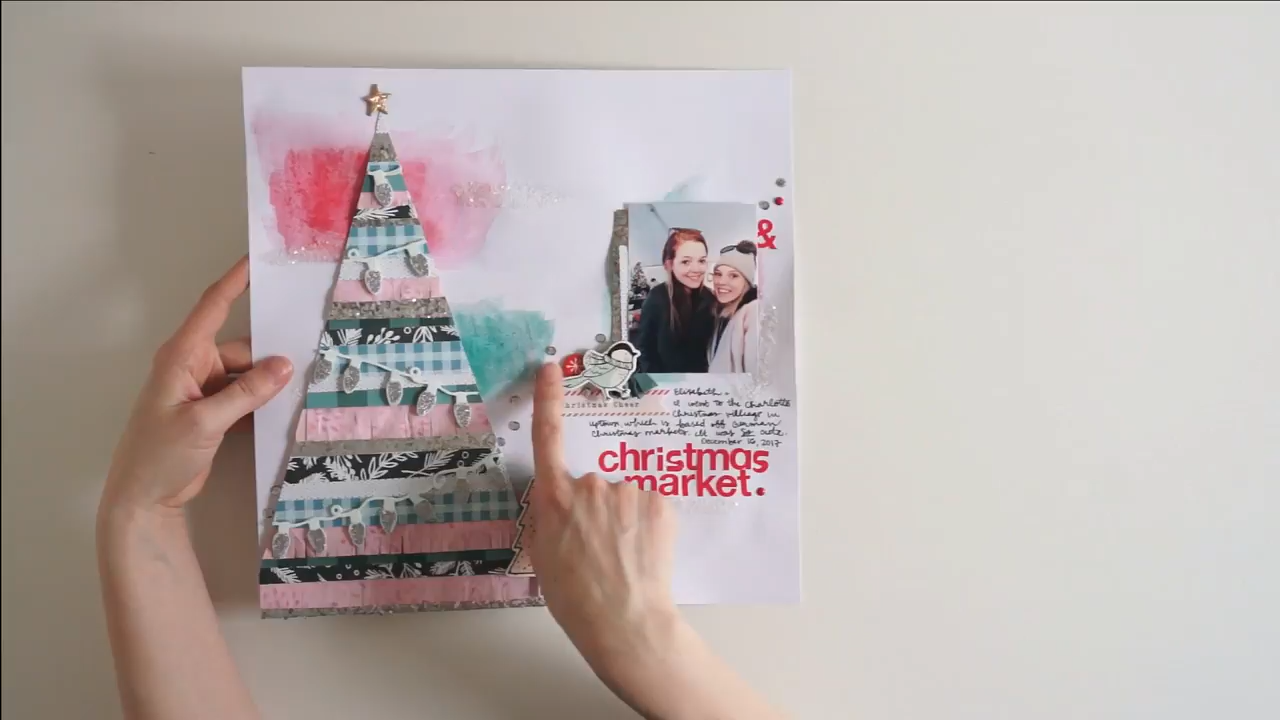 &
Elizabeth +
I went to the Charlotte
Christmas Cheer
Christmas village in
uptown, which is based off German
Christmas markets. It was so cute.
December 16, 2017
christmas
market.